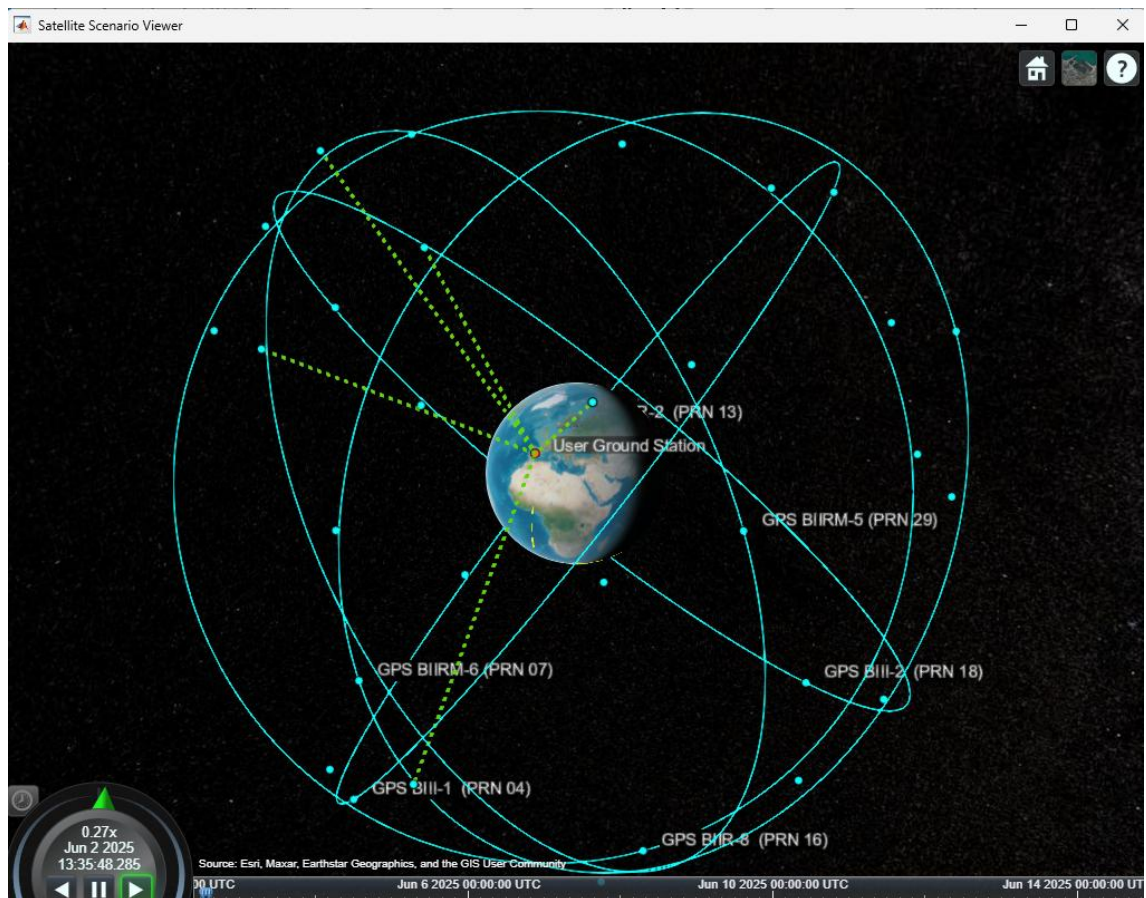 Satellite Scenario Viewer
?
R-2 (PRN 13)
User Ground Station
GPS BIIRM-5 (PRN 29)
GPS BIIRM-6 (PRN 07)
GPS BIII-2 (PRN 18)
GPS BIII-1 (PRN 04)
GPS BIIR-8 (PRN 16)
0.27x
Jun 2 2025
13:35:48.285
Source: Esri, Maxar, Earthstar Geographics, and the GIS User Community
00 UTC
Jun 6 2025 00:00:00 UTC
Jun 10 2025 00:00:00 UTC
Jun 14 2025 00:00:00 UT